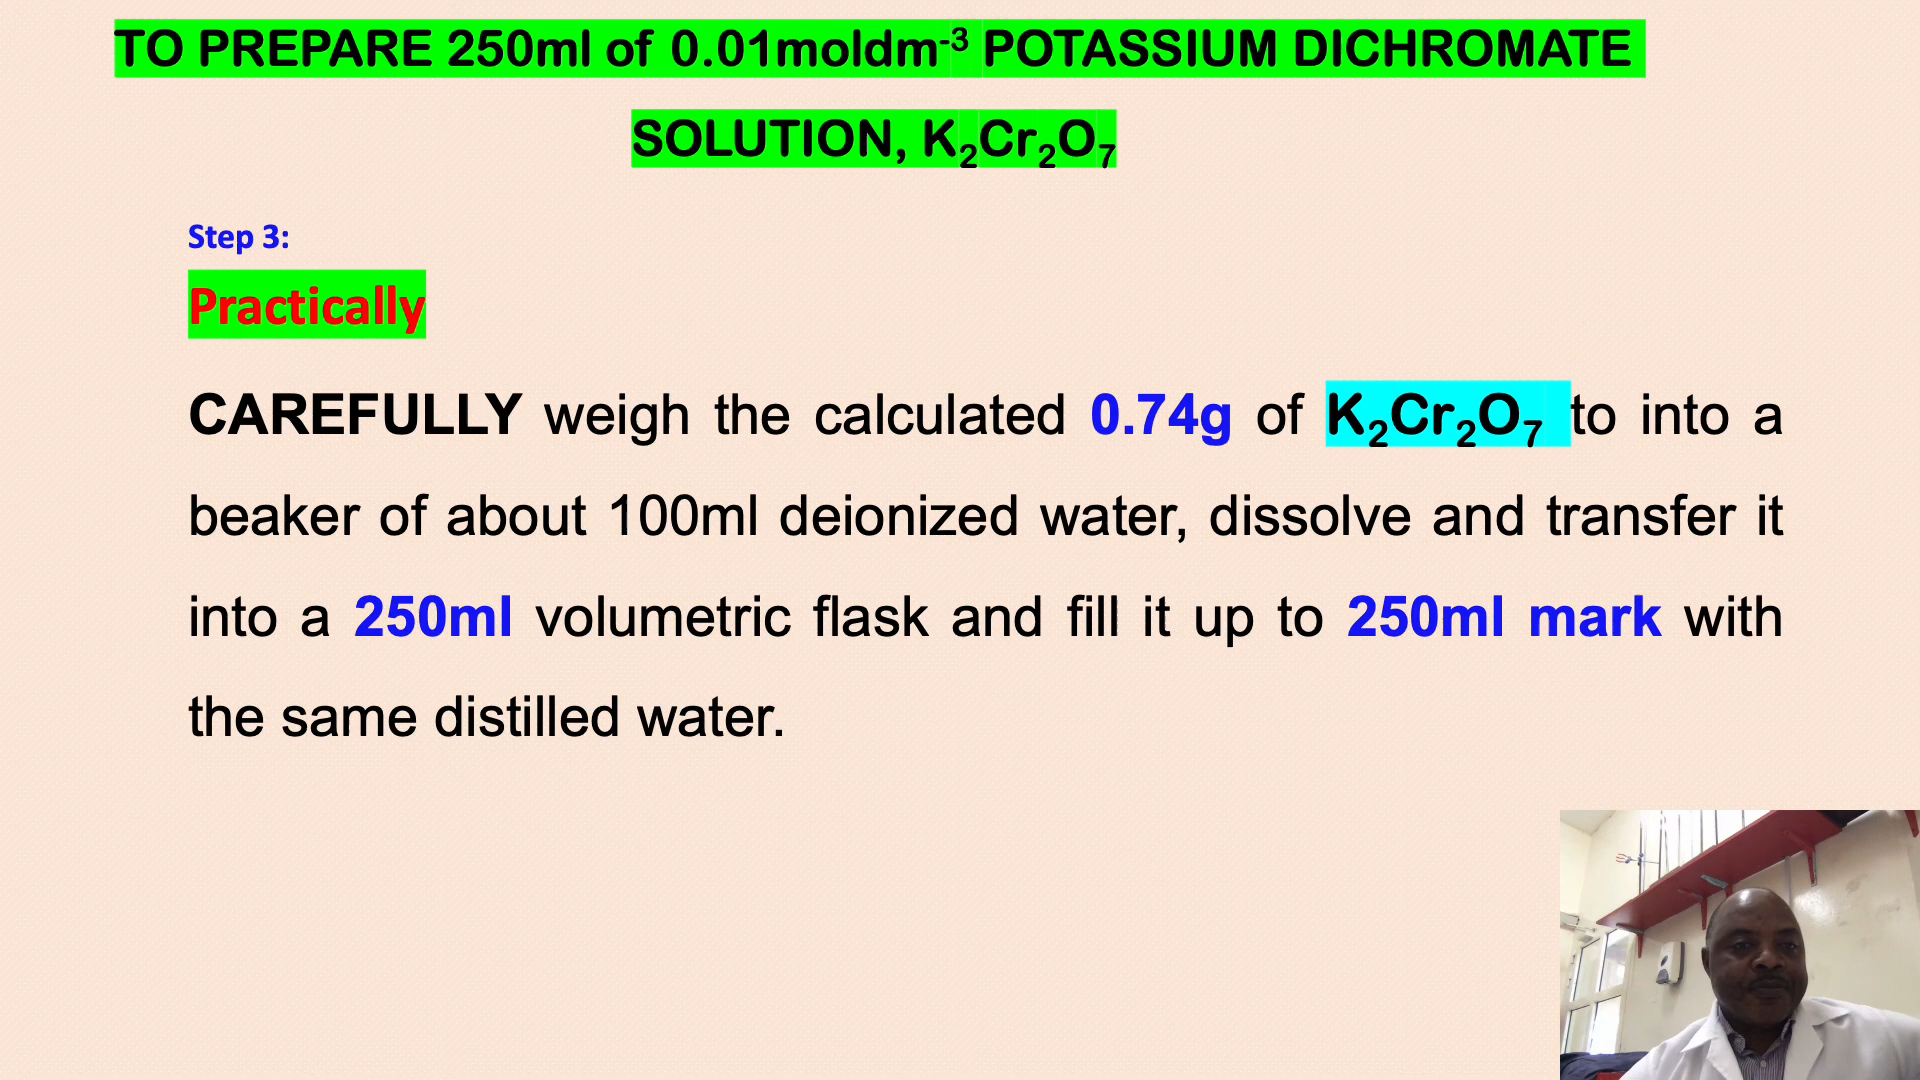 TO PREPARE 250ml of 0.01moldm⁻³ POTASSIUM DICHROMATE
SOLUTION, K₂Cr₂O₇
Step 3:
Practically
CAREFULLY weigh the calculated 0.74g of K₂Cr₂O₇ to into a
beaker of about 100ml deionized water, dissolve and transfer it
into a 250ml volumetric flask and fill it up to 250ml mark with
the same distilled water.